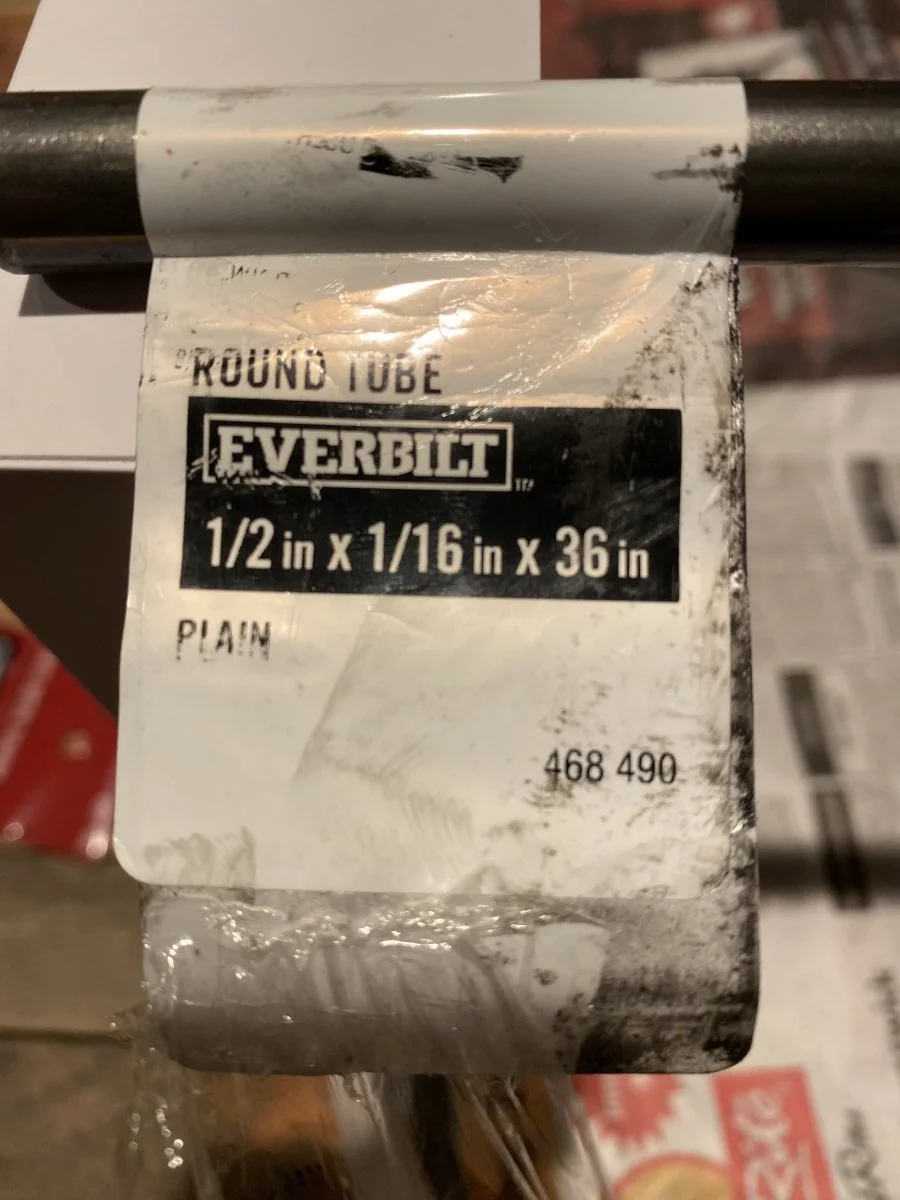 ROUND TUBE
EVERBILT
1/2 in x 1/16 in x 36 in
PLAIN
468 490